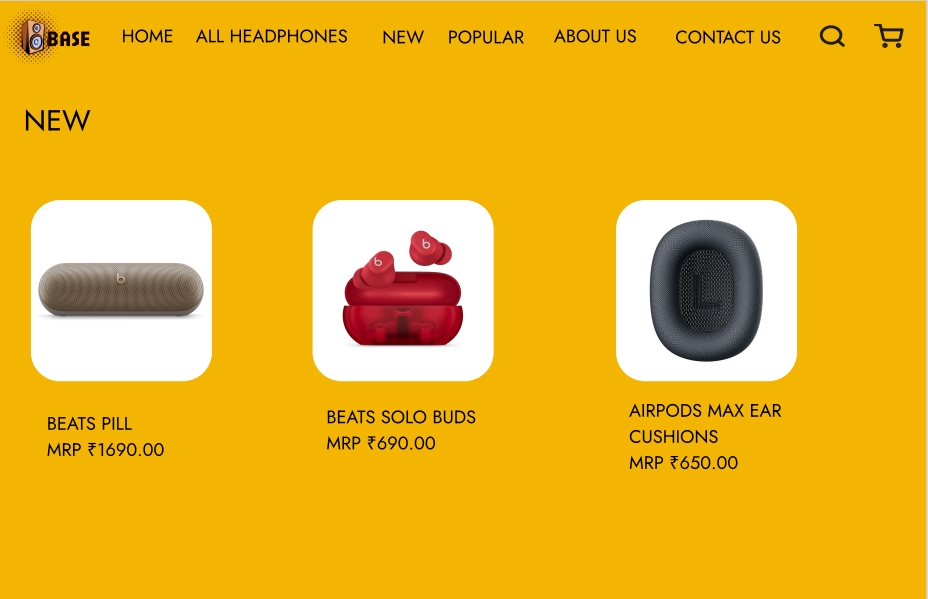 BASE
HOME
ALL HEADPHONES
NEW
POPULAR
ABOUT US
CONTACT US
NEW
b
b
b
L
BEATS PILL
MRP ₹1690.00
BEATS SOLO BUDS
MRP ₹690.00
AIRPODS MAX EAR
CUSHIONS
MRP ₹650.00